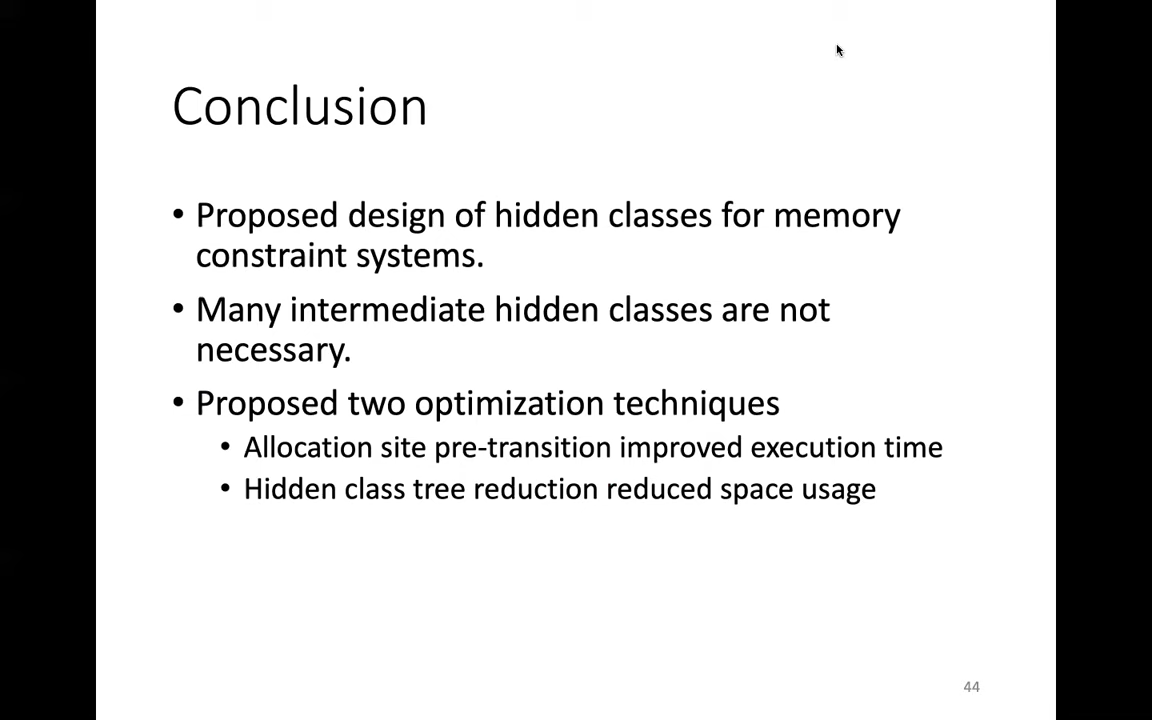 Conclusion
• Proposed design of hidden classes for memory
constraint systems.
• Many intermediate hidden classes are not
necessary.
• Proposed two optimization techniques
• Allocation site pre-transition improved execution time
• Hidden class tree reduction reduced space usage
44